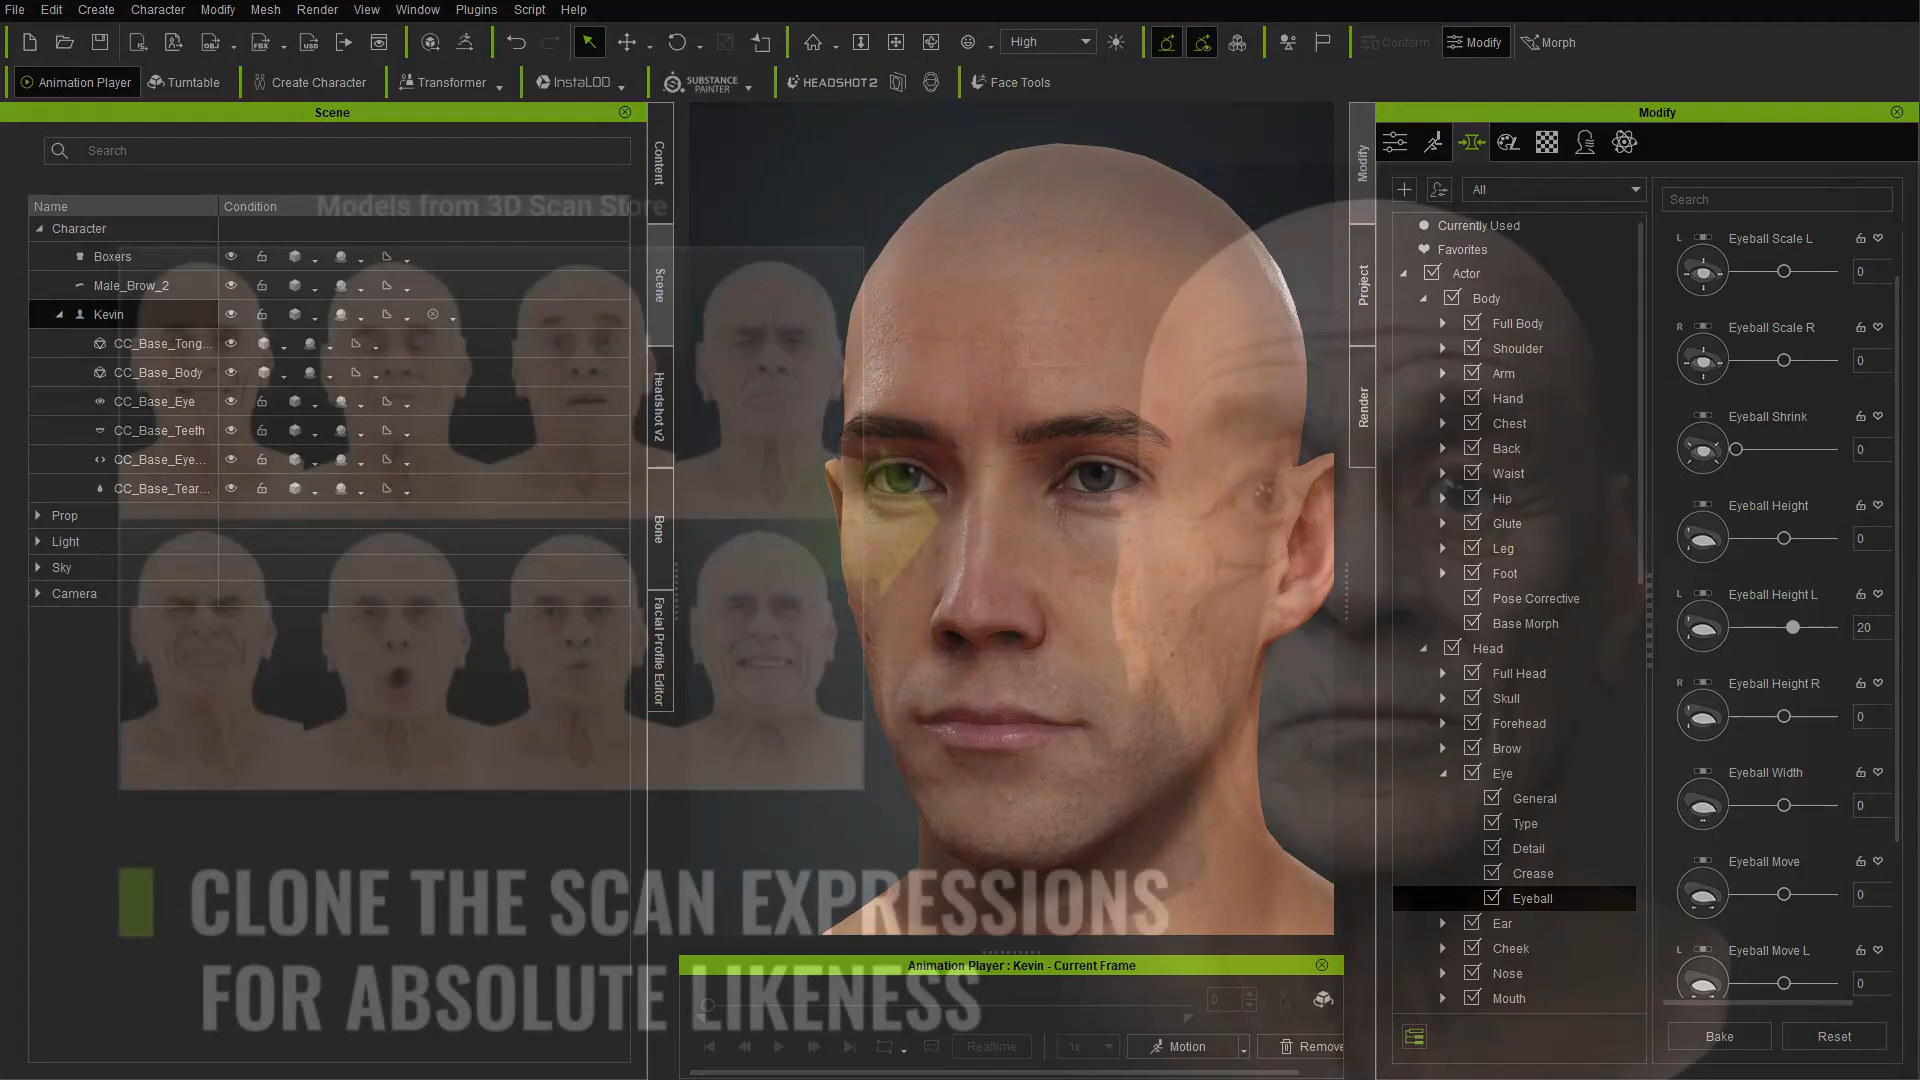 File Edit Create Character Modify Mesh Render View Window Plugins Script Help
High
Conform Modify Morph
Animation Player Turntable Create Character Transformer InstaLOD SUBSTANCE PAINTER HEADSHOT 2 Face Tools
Scene
Search
Name Condition
Models from 3D Scan Store
Character
Boxers
Male_Brow_2
Kevin
CC_Base_Tong...
CC_Base_Body
CC_Base_Eye
CC_Base_Teeth
CC_Base_Eye...
CC_Base_Tear...
Prop
Light
Sky
Camera
CLONE THE SCAN EXPRESSIONS
FOR ABSOLUTE LIKENESS
Content
Scene
Headshot v2
Bone
Facial Profile Editor
Animation Player : Kevin - Current Frame
0
Realtime 1x Motion Remove
Modify
Project
Render
Modify
All
Currently Used
Favorites
Actor
Body
Full Body
Shoulder
Arm
Hand
Chest
Back
Waist
Hip
Glute
Leg
Foot
Pose Corrective
Base Morph
Head
Full Head
Skull
Forehead
Brow
Eye
General
Type
Detail
Crease
Eyeball
Ear
Cheek
Nose
Mouth
Search
L Eyeball Scale L
0
R Eyeball Scale R
0
Eyeball Shrink
0
Eyeball Height
0
L Eyeball Height L
20
R Eyeball Height R
0
Eyeball Width
0
Eyeball Move
0
L Eyeball Move L
0
Bake Reset